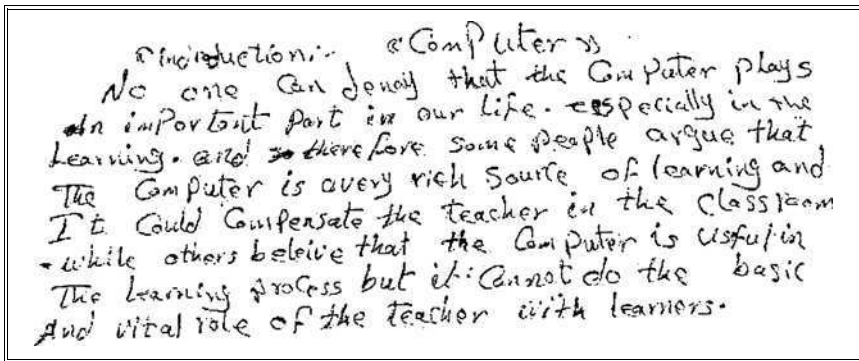 introduction:. «Computer».
No one can denay that the Computer plays
An important part in our life. especially in the
Learning. and therefore some people argue that
The Computer is avery rich Source of learning and
It Could Compensate the teacher in the classroom
- while others beleive that the Computer is usful in
The Learning process but it: Cannot do the basic
And vital role of the teacher with learners.